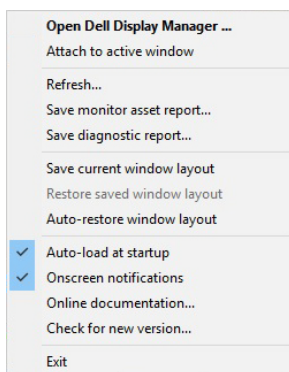 Open Dell Display Manager ...
Attach to active window
Refresh...
Save monitor asset report...
Save diagnostic report...
Save current window layout
Restore saved window layout
Auto-restore window layout
Auto-load at startup
Onscreen notifications
Online documentation...
Check for new version...
Exit